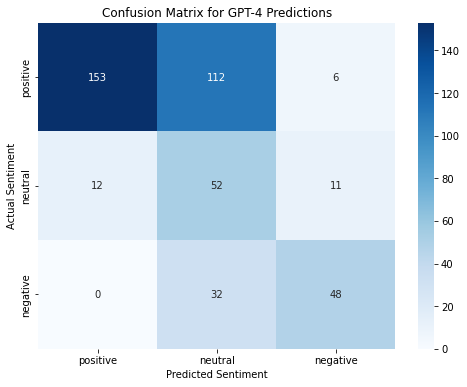 Confusion Matrix for GPT-4 Predictions
positive
neutral
negative
Actual Sentiment
153 112 6
12 52 11
0 32 48
positive neutral negative
Predicted Sentiment
140
120
100
80
60
40
20
0